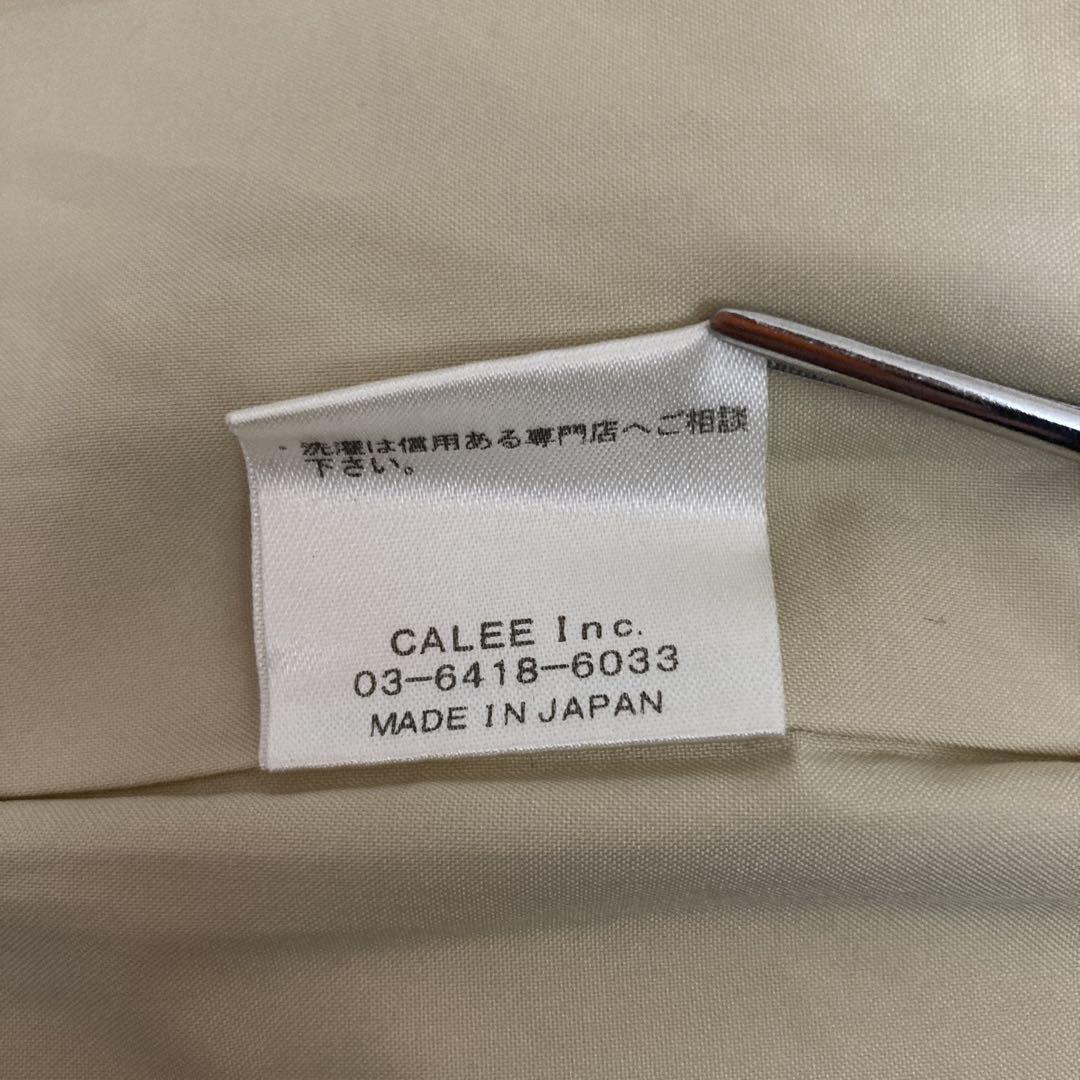 ・洗濯は信用ある専門店へご相談
下さい。
CALEE Inc.
03-6418-6033
MADE IN JAPAN